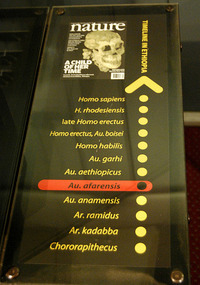 nature
A CHILD
OF HER
TIME
TIMELINE IN ETHIOPIA
Homo sapiens
H. rhodesiensis
late Homo erectus
Homo erectus, Au. boisei
Homo habilis
Au. garhi
Au. aethiopicus
Au. afarensis
Au. anamensis
Ar. ramidus
Ar. kadabba
Chororapithecus